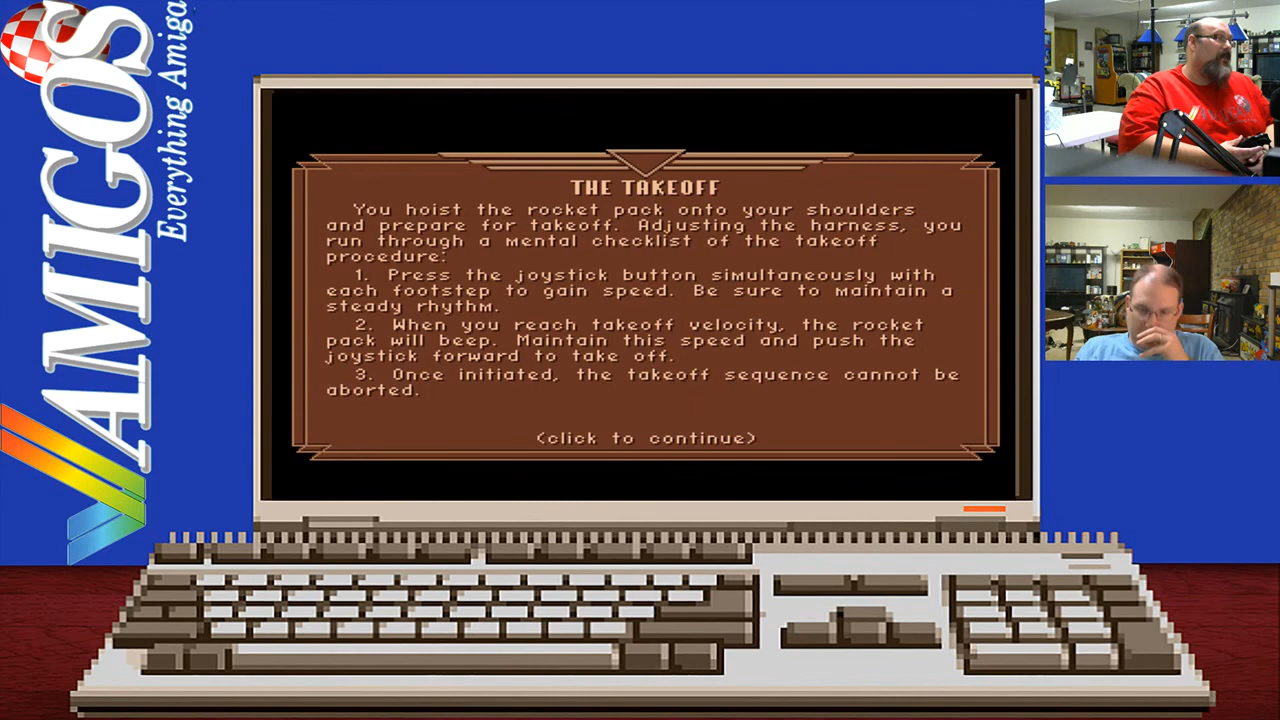 AMIGOS
Everything Amiga
THE TAKEOFF
You hoist the rocket pack onto your shoulders
and prepare for takeoff. Adjusting the harness, you
run through a mental checklist of the takeoff
procedure:
1. Press the joystick button simultaneously with
each footstep to gain speed. Be sure to maintain a
steady rhythm.
2. When you reach takeoff velocity, the rocket
pack will beep. Maintain this speed and push the
joystick forward to take off.
3. Once initiated, the takeoff sequence cannot be
aborted.
(click to continue)